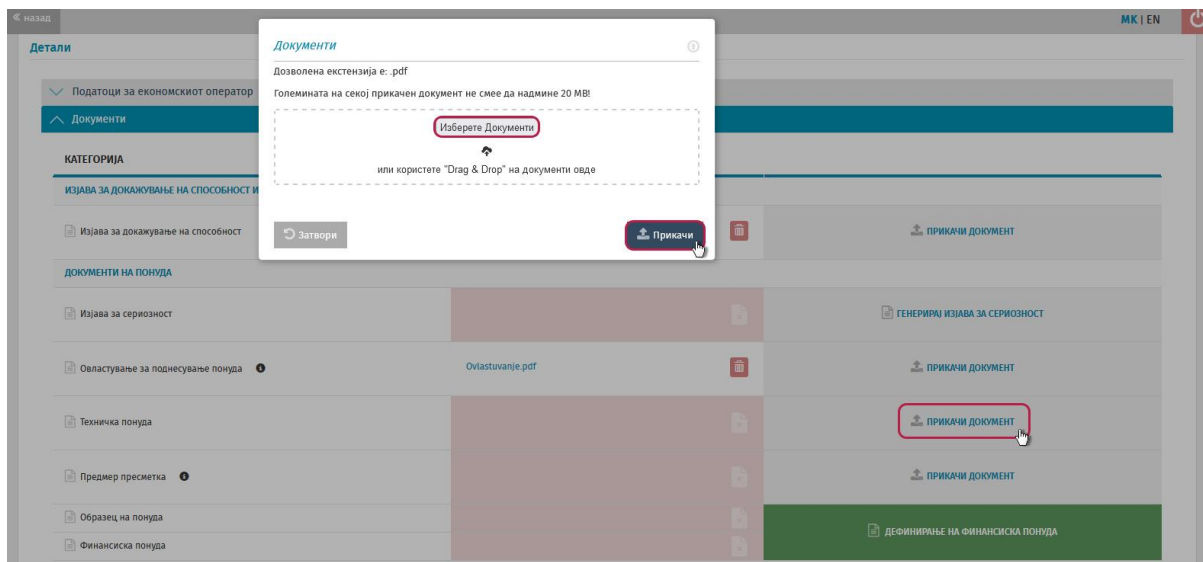 « назад
МК | EN
Детали
Документи
Дозволена екстензија е: .pdf
Големината на секој прикачен документ не смее да надмине 20 MB!
Изберете Документи
или користете "Drag & Drop" на документи овде
Затвори
Прикачи
Податоци за економскиот оператор
Документи
КАТЕГОРИЈА
ИЗЈАВА ЗА ДОКАЖУВАЊЕ НА СПОСОБНОСТ И
Изјава за докажување на способност
ПРИКАЧИ ДОКУМЕНТ
ДОКУМЕНТИ НА ПОНУДА
Изјава за сериозност
ГЕНЕРИРАЈ ИЗЈАВА ЗА СЕРИОЗНОСТ
Овластување за поднесување понуда
Ovlastuvanje.pdf
ПРИКАЧИ ДОКУМЕНТ
Техничка понуда
ПРИКАЧИ ДОКУМЕНТ
Предмер пресметка
ПРИКАЧИ ДОКУМЕНТ
Образец на понуда
ДЕФИНИРАЊЕ НА ФИНАНСИСКА ПОНУДА
Финансиска понуда